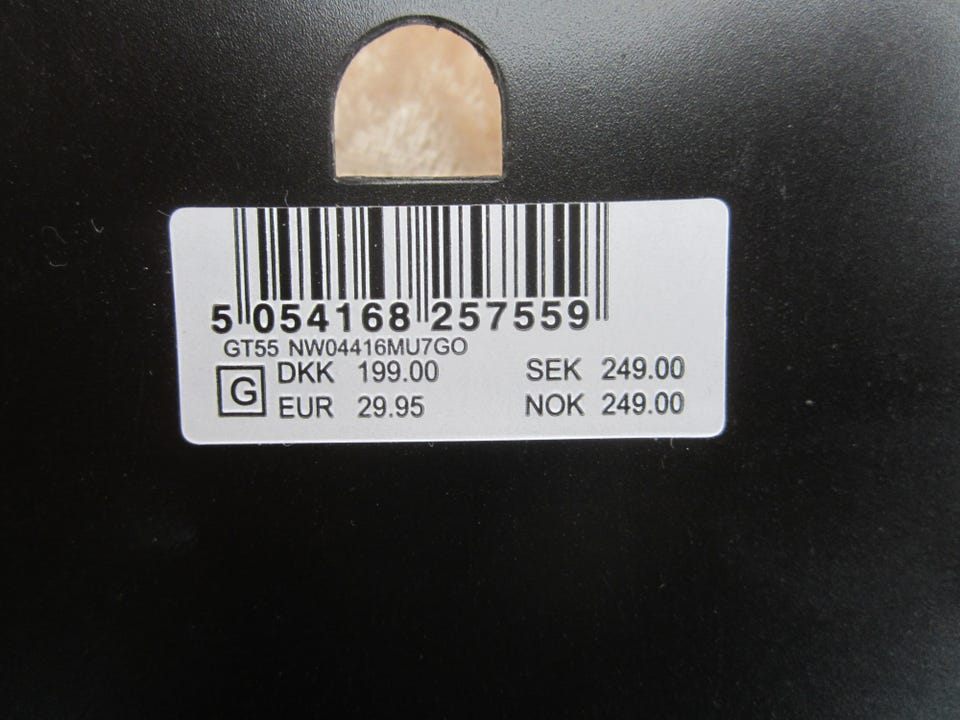 5 054168 257559
GT55 NW04416MU7GO
G DKK 199.00 SEK 249.00
EUR 29.95 NOK 249.00